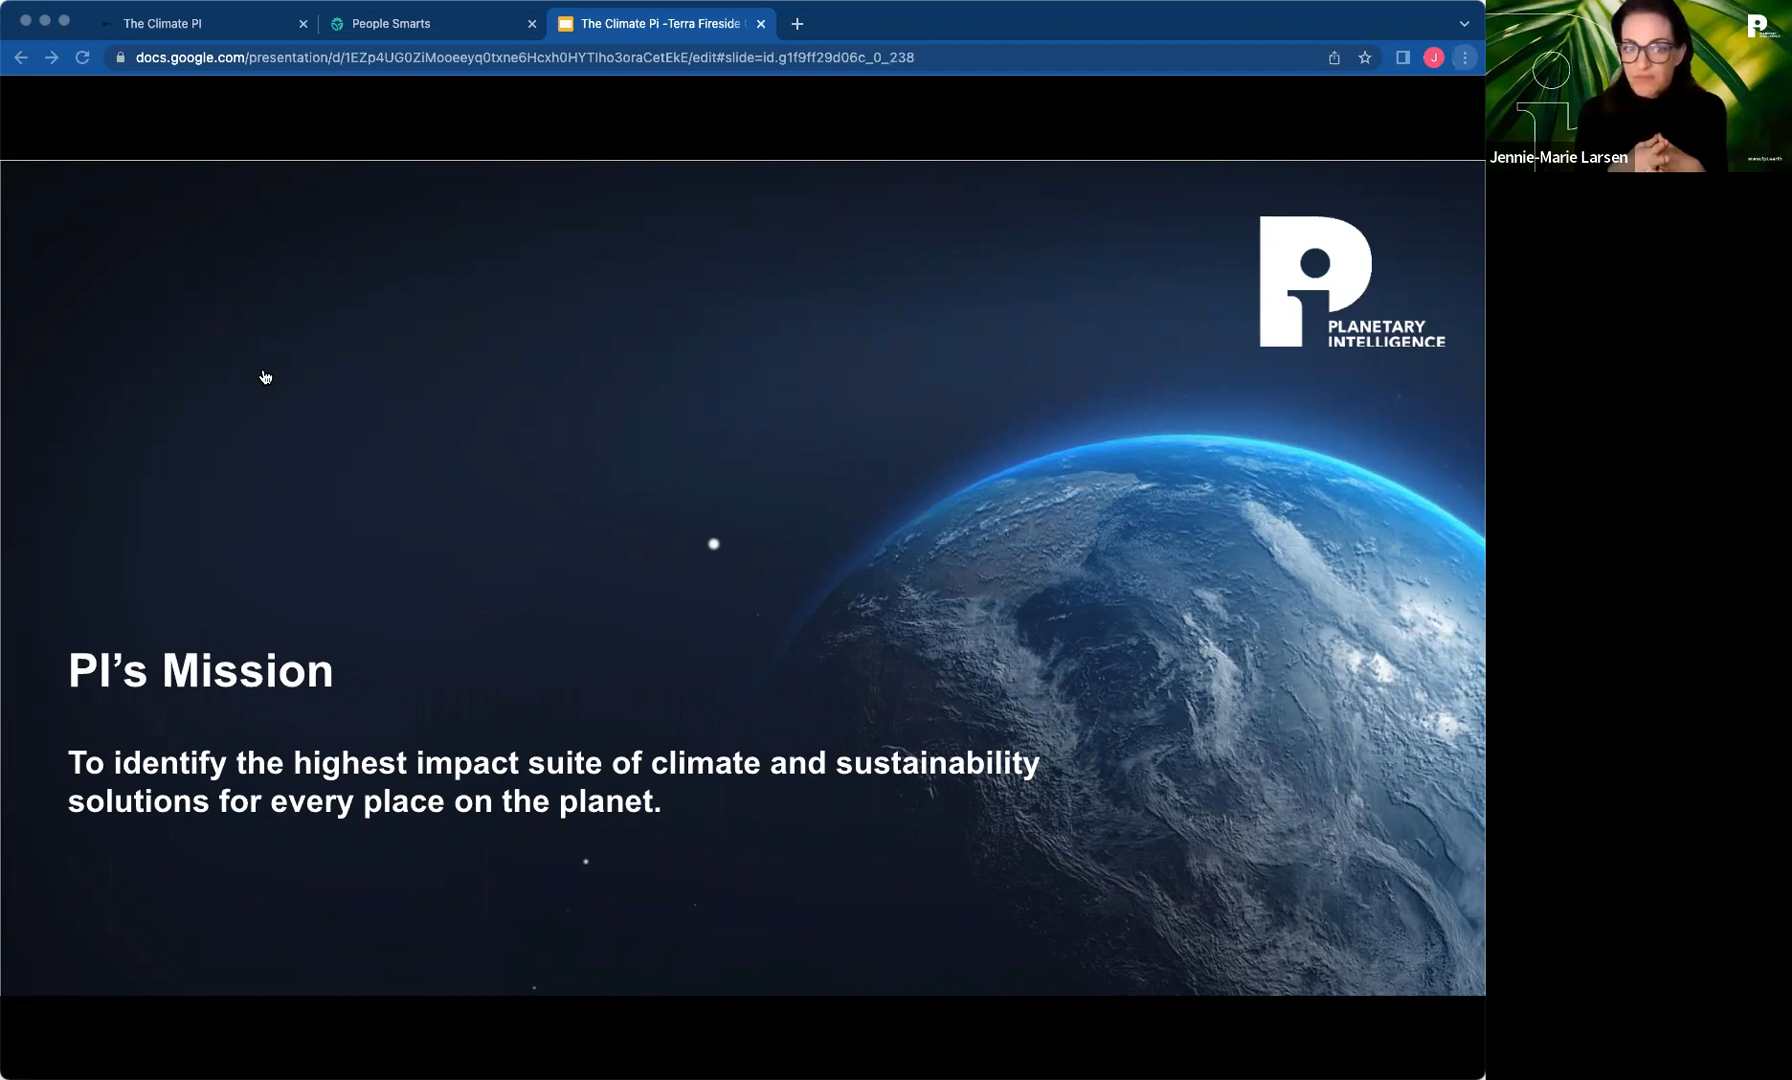 The Climate PI
People Smarts
The Climate Pi -Terra Fireside
docs.google.com/presentation/d/1EZp4UG0ZiMooeeyq0txne6Hcxh0HYTIho3oraCetEkE/edit#slide=id.g1f9ff29d06c_0_238
J
Jennie-Marie Larsen
PLANETARY
INTELLIGENCE
PI’s Mission
To identify the highest impact suite of climate and sustainability
solutions for every place on the planet.